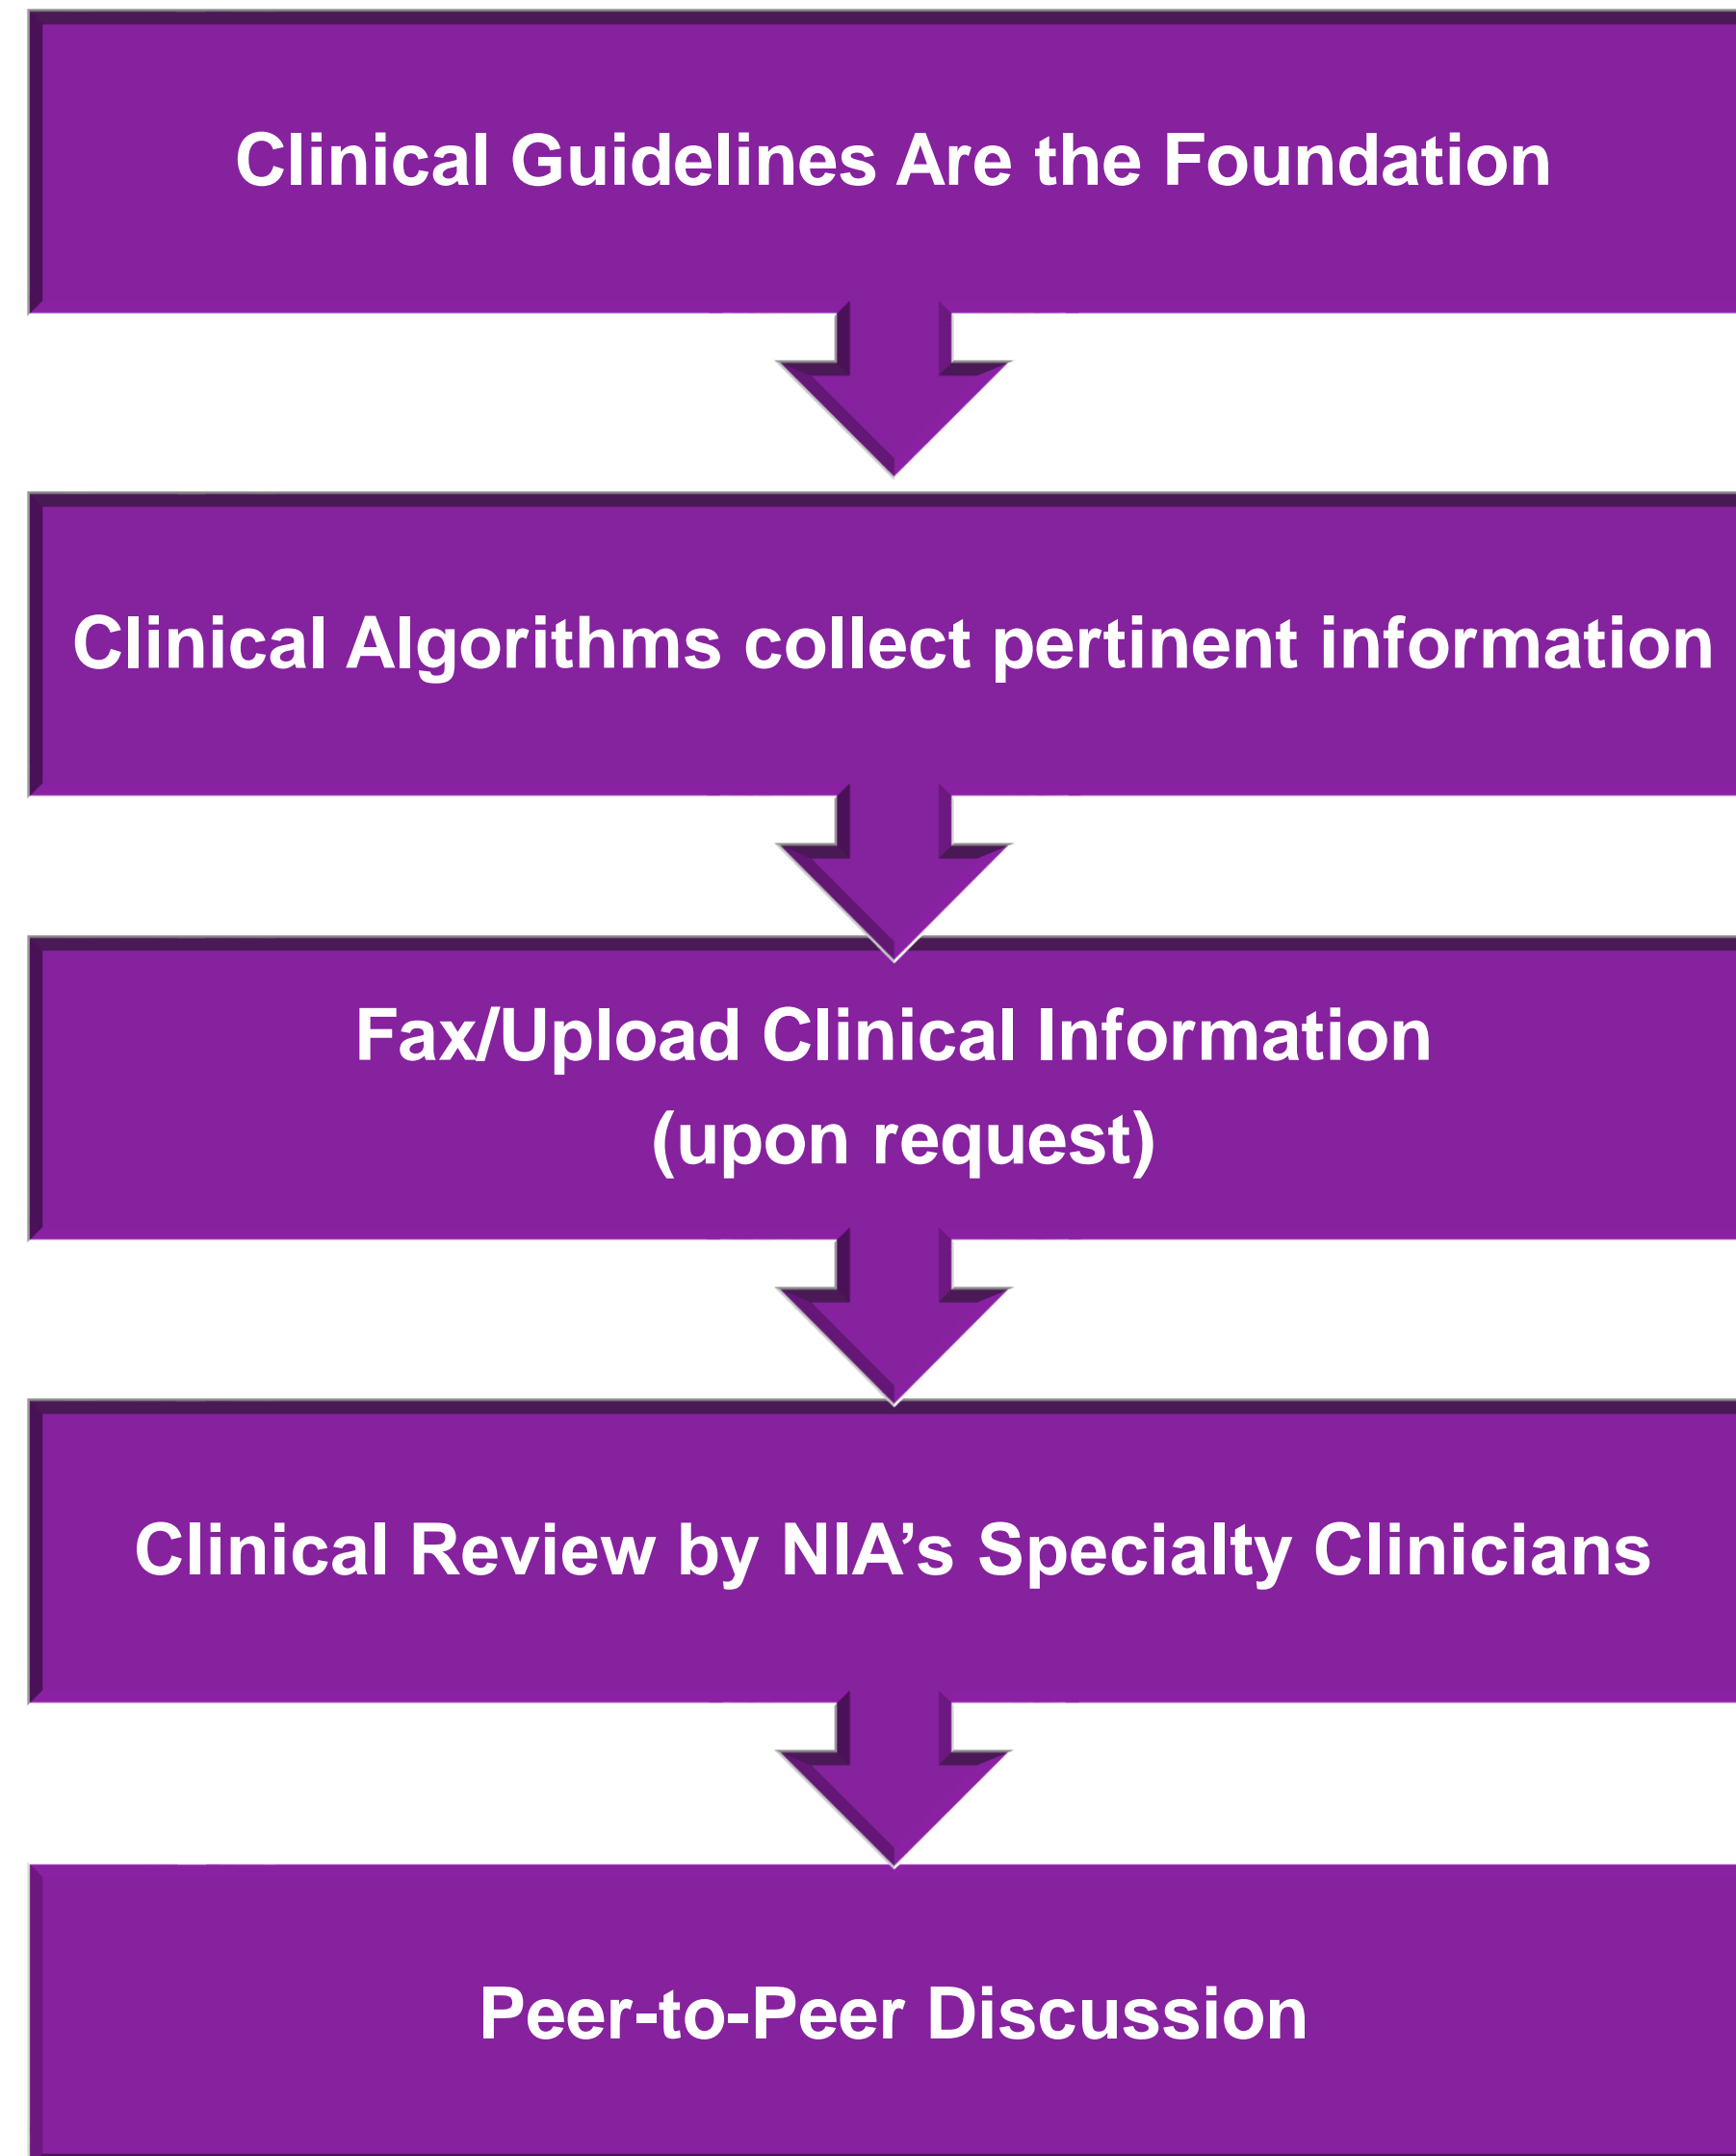 Clinical Guidelines Are the Foundation
Clinical Algorithms collect pertinent information
Fax/Upload Clinical Information
(upon request)
Clinical Review by NIA’s Specialty Clinicians
Peer-to-Peer Discussion